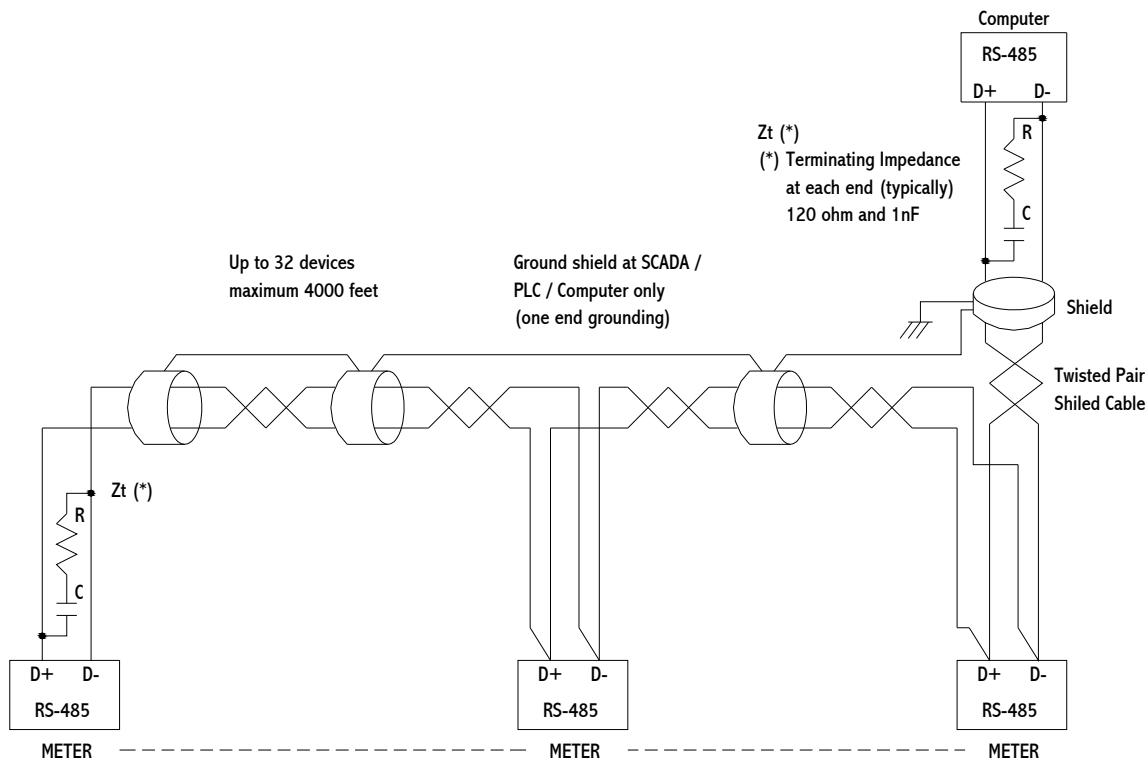 Computer
RS-485
D+ D-
R
C
Zt (*)
(*) Terminating Impedance
at each end (typically)
120 ohm and 1nF
Up to 32 devices
maximum 4000 feet
Ground shield at SCADA /
PLC / Computer only
(one end grounding)
Shield
Twisted Pair
Shiled Cable
Zt (*)
R
C
D+ D-
RS-485
METER
D+ D-
RS-485
METER
D+ D-
RS-485
METER